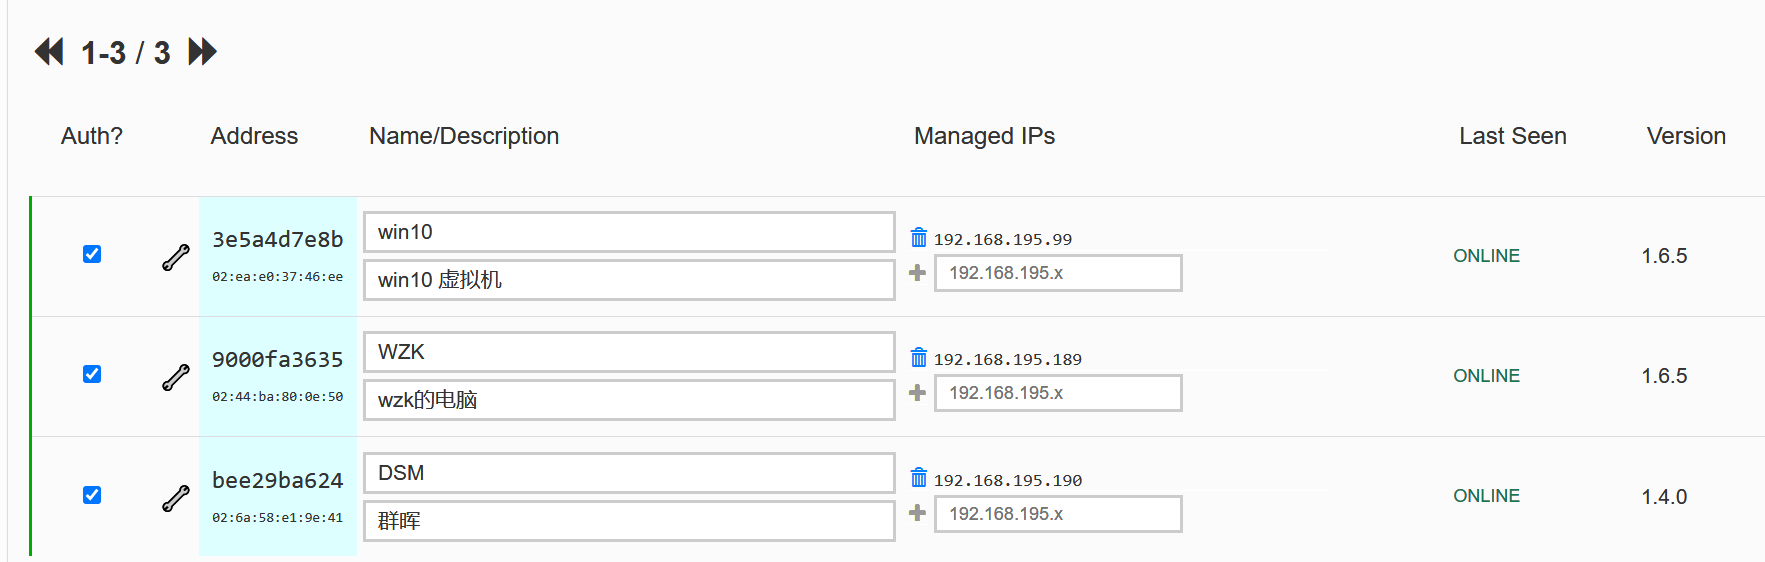 1-3 / 3
Auth? Address Name/Description Managed IPs Last Seen Version
3e5a4d7e8b
02:ea:e0:37:46:ee
win10
win10 虚拟机
192.168.195.99
192.168.195.x
ONLINE
1.6.5
9000fa3635
02:44:ba:80:0e:50
WZK
wzk的电脑
192.168.195.189
192.168.195.x
ONLINE
1.6.5
bee29ba624
02:6a:58:e1:9e:41
DSM
群晖
192.168.195.190
192.168.195.x
ONLINE
1.4.0